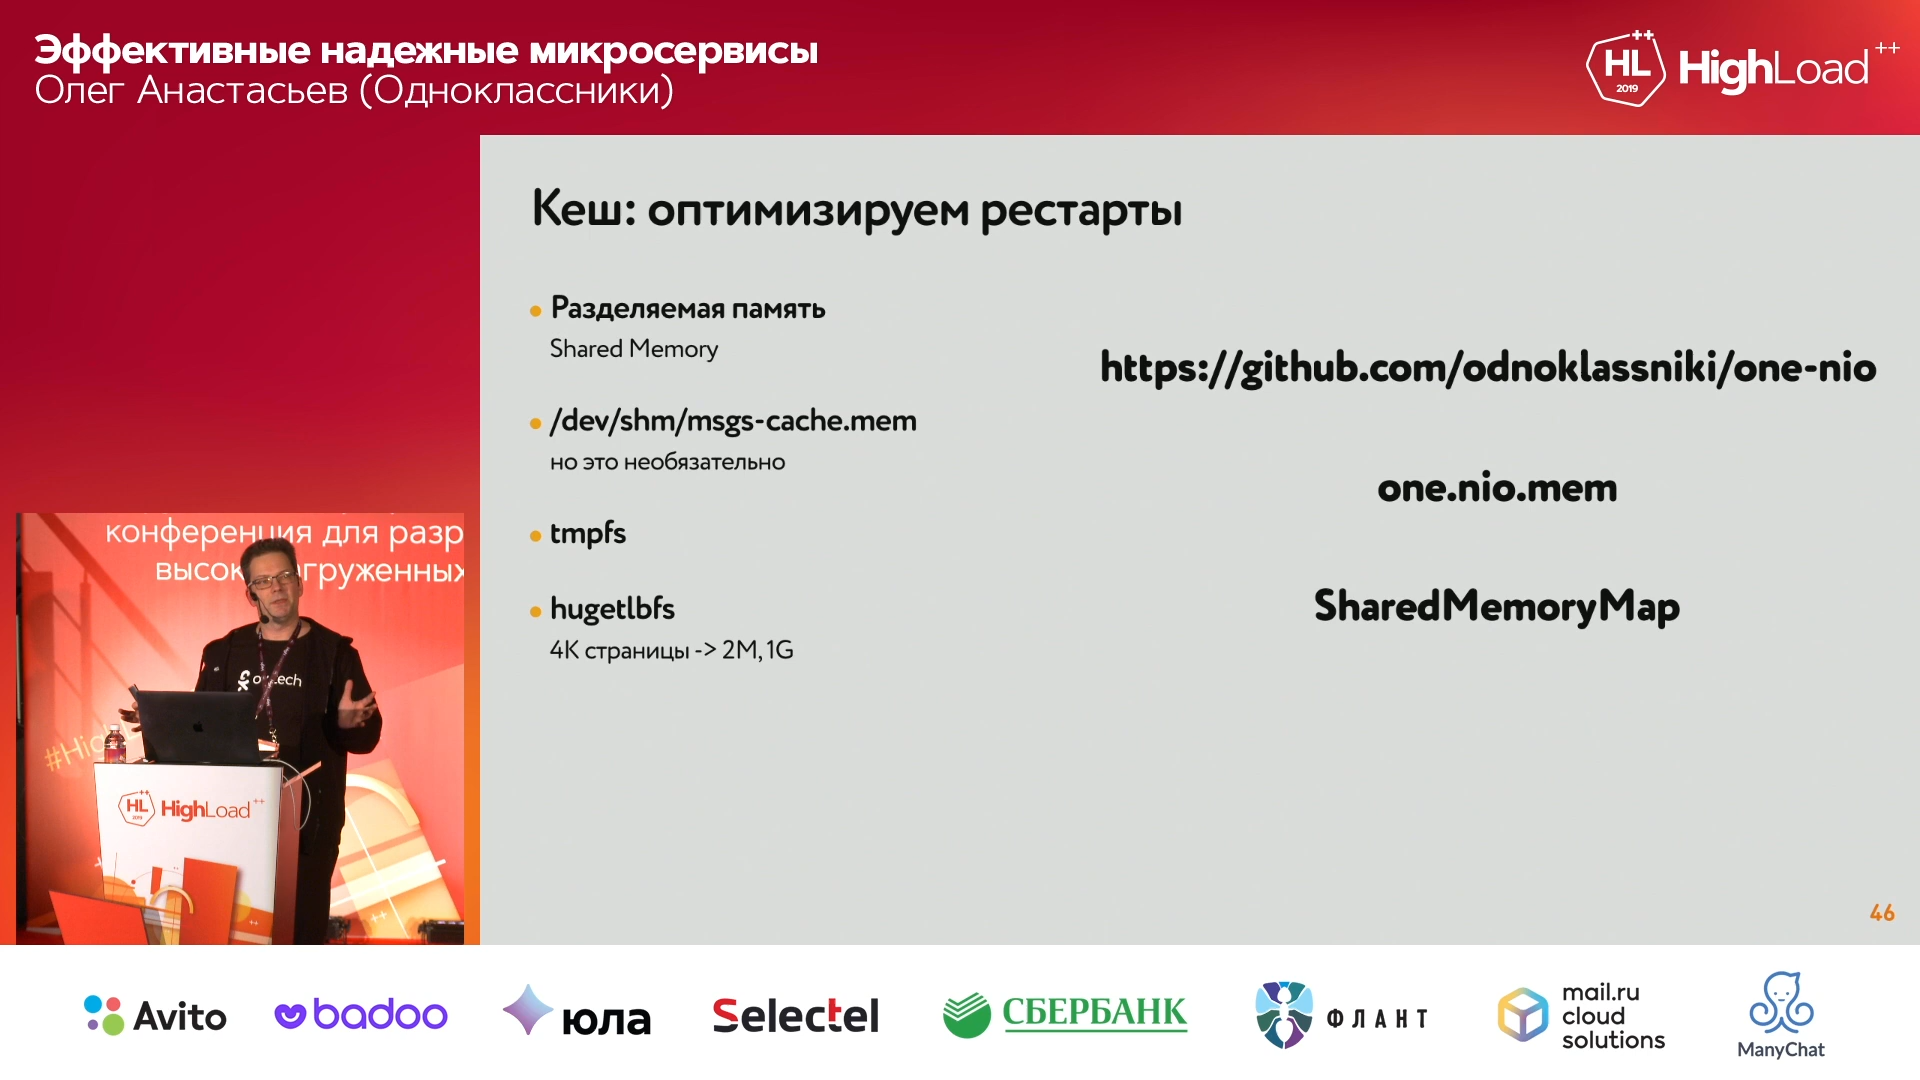 Эффективные надежные микросервисы
Олег Анастасьев (Одноклассники)
HL++
2019
HighLoad++
Кеш: оптимизируем рестарты
Разделяемая память
Shared Memory
/dev/shm/msgs-cache.mem
но это необязательно
tmpfs
hugetlbfs
4K страницы -> 2M, 1G
https://github.com/odnoklassniki/one-nio
one.nio.mem
SharedMemoryMap
46
конференция для разр
высок груженных
HL++
2019
HighLoad++
Avito
badoo
юла
Selectel
СБЕРБАНК
ФЛАНТ
mail.ru
cloud
solutions
ManyChat